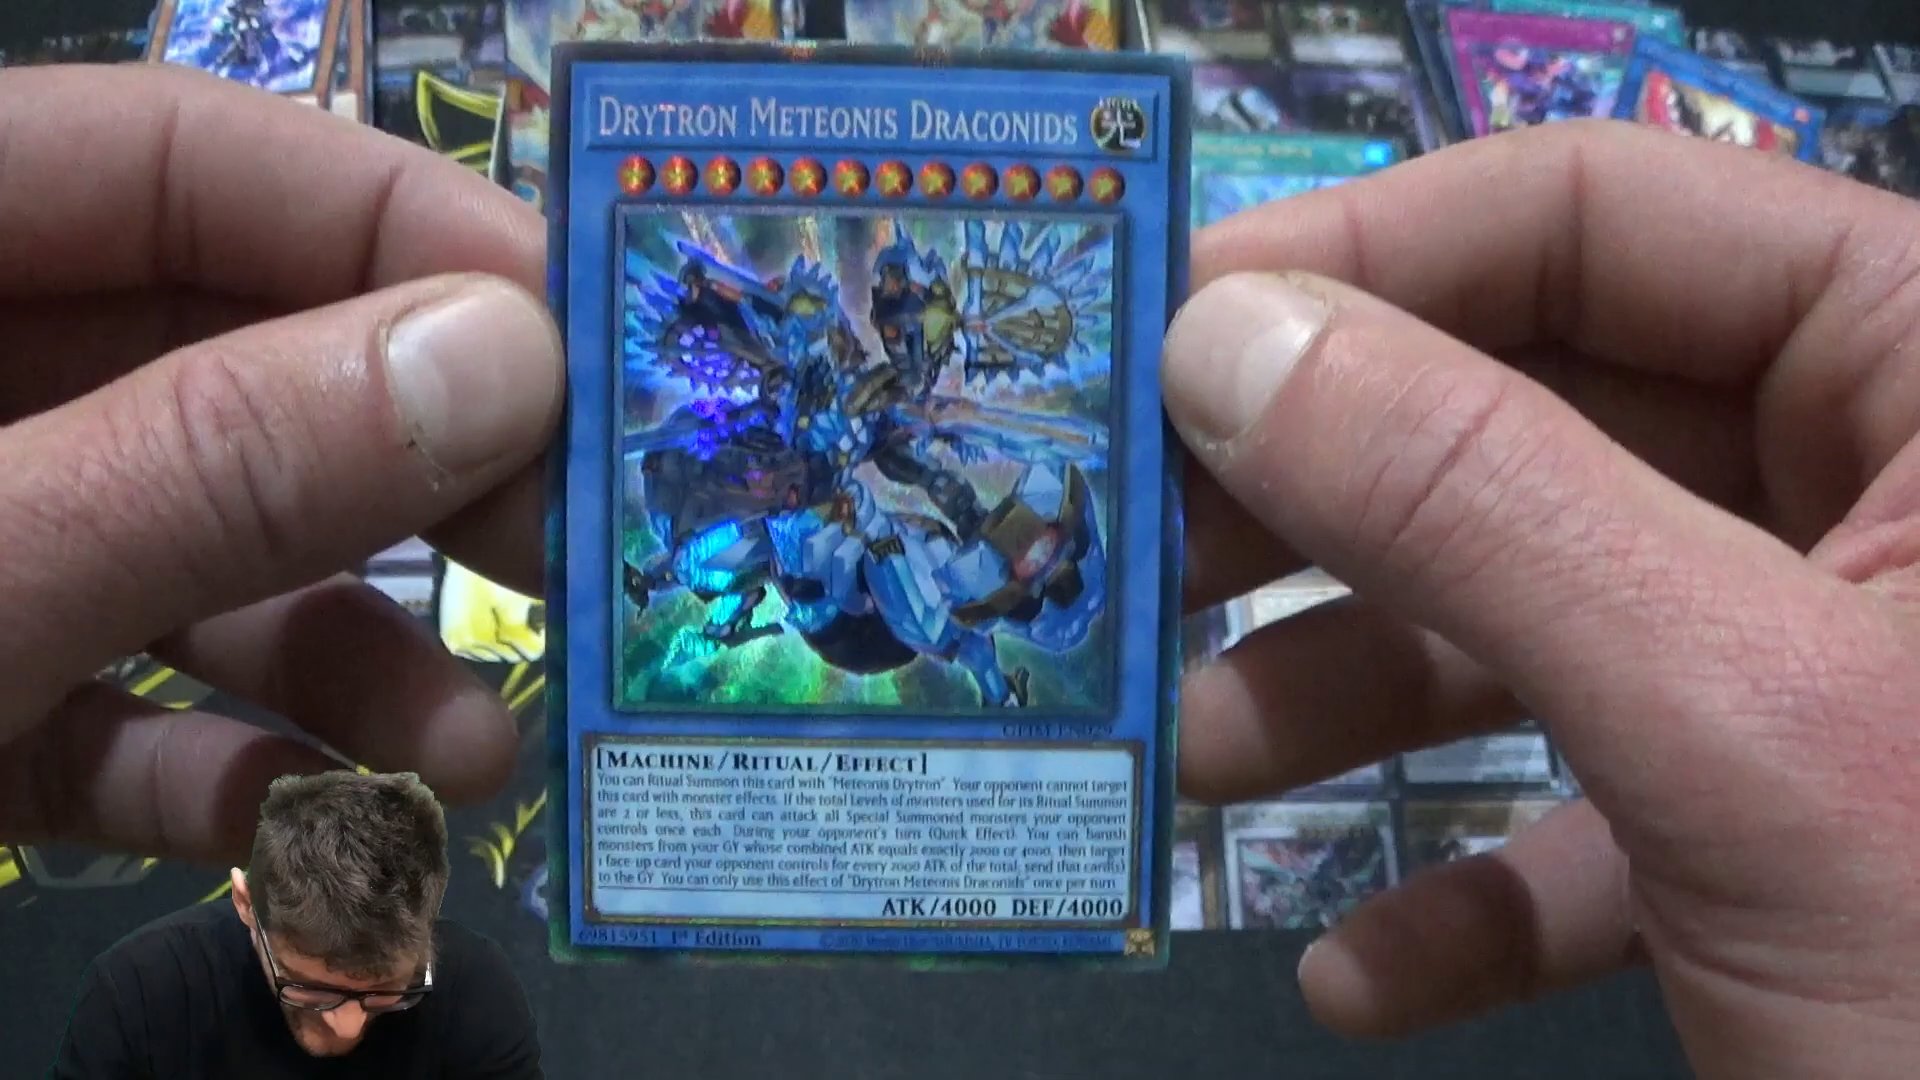 DRYTRON METEONIS DRACONIDS
LIGHT
光
[MACHINE/RITUAL/EFFECT]
You can Ritual Summon this card with "Meteonis Drytron". Your opponent cannot target
this card with monster effects. If the total Levels of monsters used for its Ritual Summon
are 2 or less, this card can attack all Special Summoned monsters your opponent
controls once each. During your opponent's turn (Quick Effect): You can banish
monsters from your GY whose combined ATK equals exactly 2000 or 4000, then target
1 face-up card your opponent controls for every 2000 ATK of the total; send that card(s)
to the GY. You can only use this effect of "Drytron Meteonis Draconids" once per turn.
ATK/4000 DEF/4000
69815951 1st Edition